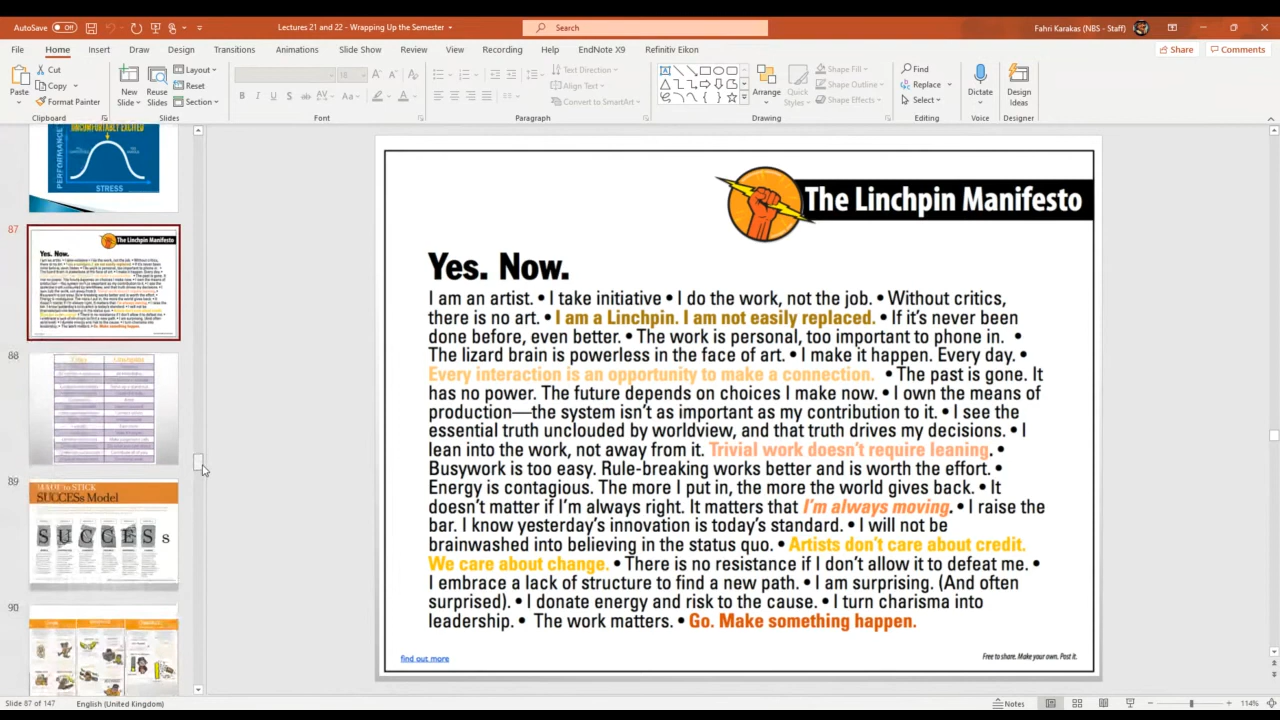 AutoSave Off
Lectures 21 and 22 - Wrapping Up the Semester
Search
Fahri Karakas (NBS - Staff)
File Home Insert Draw Design Transitions Animations Slide Show Review View Recording Help EndNote X9 Refinitiv Eikon
Share Comments
Paste
Cut
Copy
Format Painter
Clipboard
New Slide
Reuse Slides
Layout
Reset
Section
Slides
18
Font
Text Direction
Align Text
Convert to SmartArt
Paragraph
Arrange
Quick Styles
Shape Fill
Shape Outline
Shape Effects
Drawing
Find
Replace
Select
Editing
Dictate
Voice
Design Ideas
Designer
UNCOMFORTABLY EXCITED
PERFORMANCE
STRESS
87
The Linchpin Manifesto
Yes. Now.
88
89
MADE to STICK
SUCCESs Model
S U C C E S s
90
The Linchpin Manifesto
Yes. Now.
I am an artist. • I take initiative • I do the work, not the job. • Without critics,
there is no art. • I am a Linchpin. I am not easily replaced. • If it's never been
done before, even better. • The work is personal, too important to phone in. •
The lizard brain is powerless in the face of art. • I make it happen. Every day. •
Every interaction is an opportunity to make a connection. • The past is gone. It
has no power. The future depends on choices I make now. • I own the means of
production—the system isn't as important as my contribution to it. • I see the
essential truth unclouded by worldview, and that truth drives my decisions. • I
lean into the work, not away from it. Trivial work doesn't require leaning. •
Busywork is too easy. Rule-breaking works better and is worth the effort. •
Energy is contagious. The more I put in, the more the world gives back. • It
doesn't matter if I'm always right. It matters that I'm always moving. • I raise the
bar. I know yesterday's innovation is today's standard. • I will not be
brainwashed into believing in the status quo. • Artists don't care about credit.
We care about change. • There is no resistance if I don't allow it to defeat me. •
I embrace a lack of structure to find a new path. • I am surprising. (And often
surprised). • I donate energy and risk to the cause. • I turn charisma into
leadership. • The work matters. • Go. Make something happen.
find out more
Free to share. Make your own. Post it.
Slide 87 of 147 English (United Kingdom)
Notes
114%